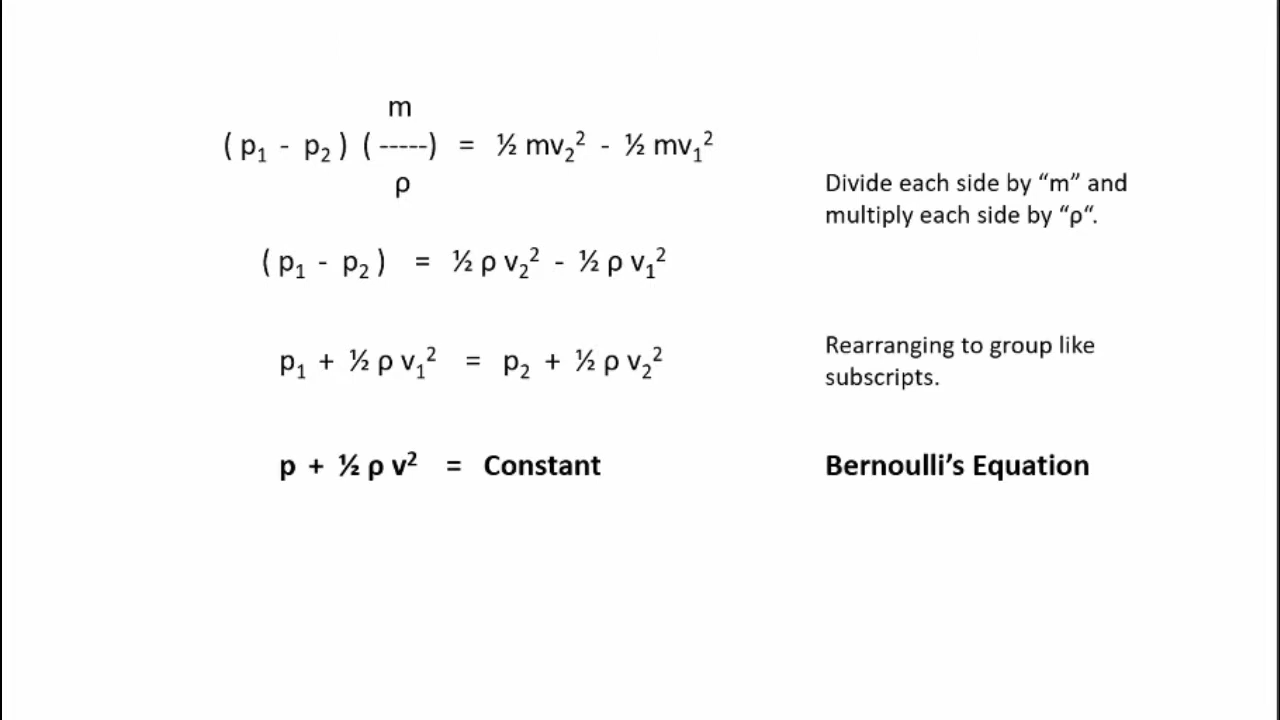 m
( p₁ - p₂ ) ( -----) = ½ mv₂² - ½ mv₁²
ρ
Divide each side by “m” and
multiply each side by “ρ“.
( p₁ - p₂ ) = ½ ρ v₂² - ½ ρ v₁²
p₁ + ½ ρ v₁² = p₂ + ½ ρ v₂²
Rearranging to group like
subscripts.
p + ½ ρ v² = Constant
Bernoulli’s Equation